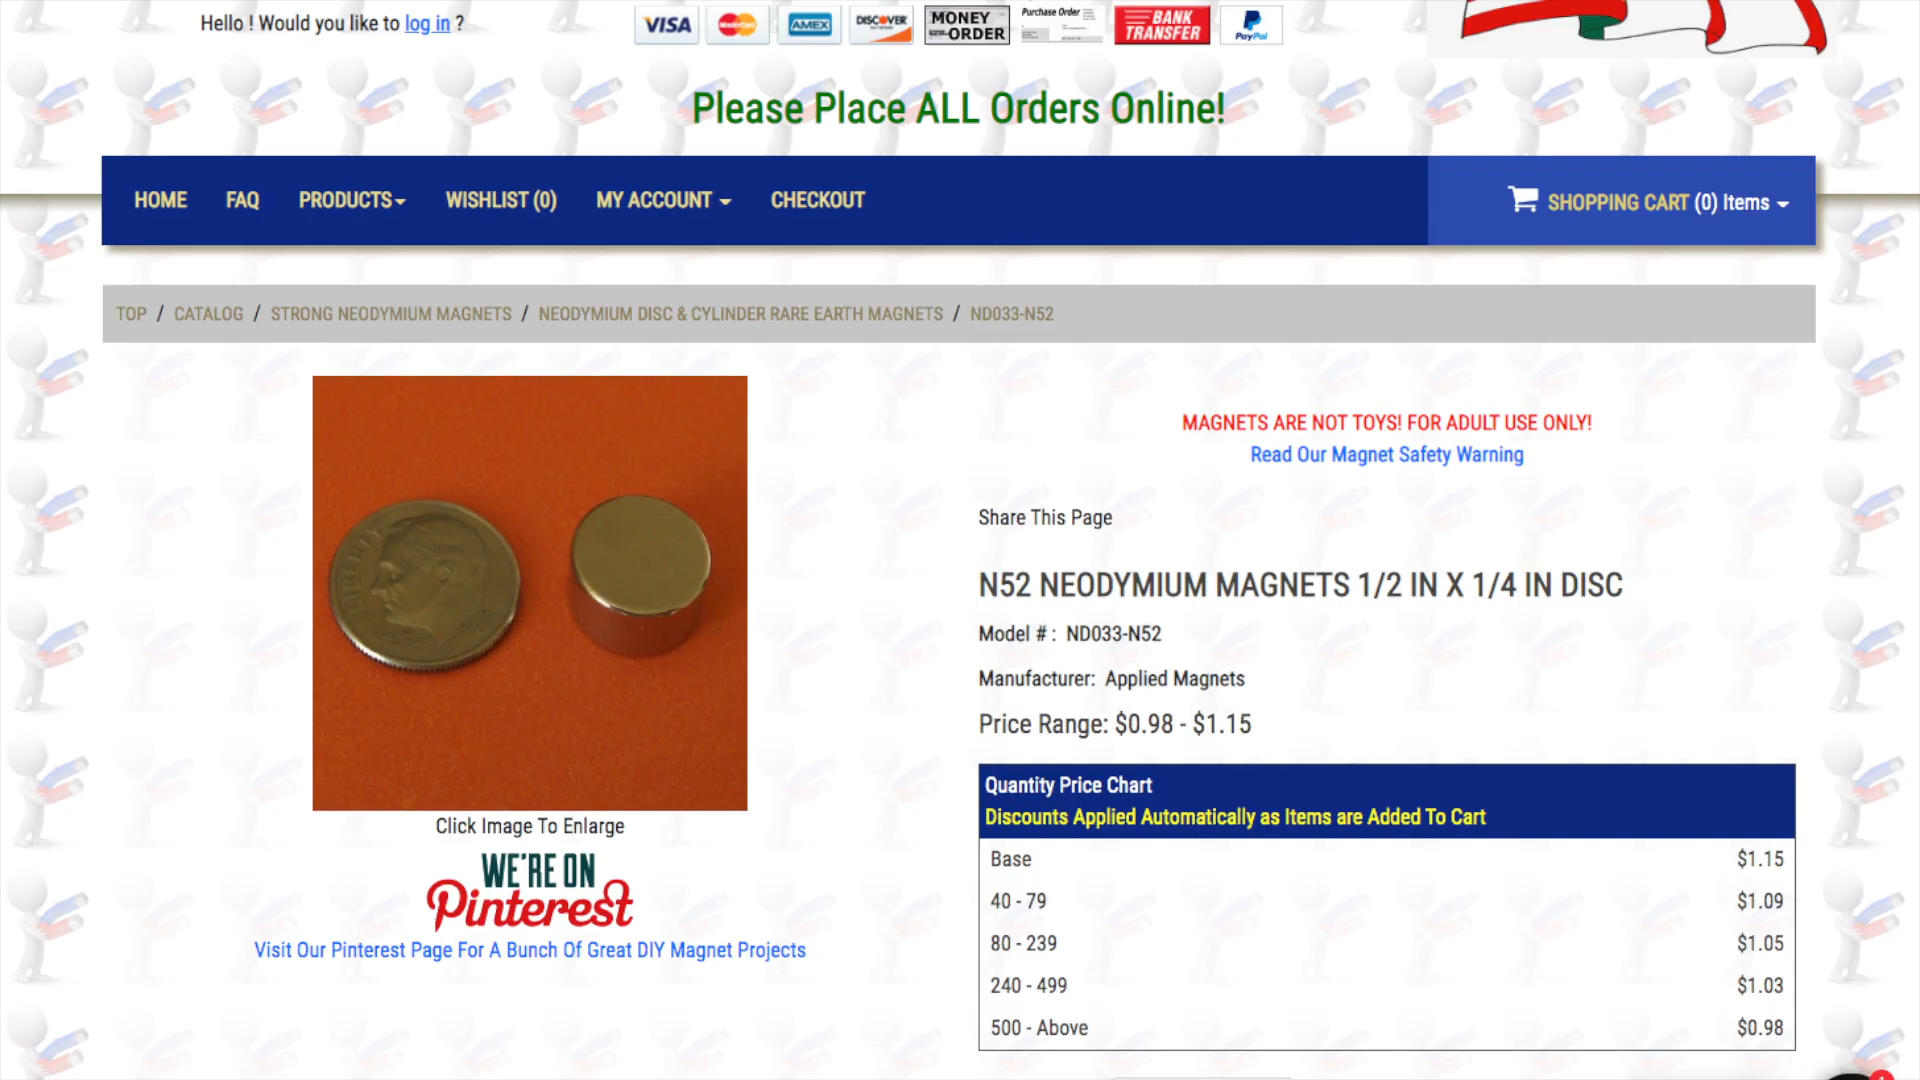 Hello ! Would you like to log in ?
VISA
MasterCard
AMEX
DISCOVER
MONEY ORDER
Purchase Order
BANK TRANSFER
PayPal
Please Place ALL Orders Online!
HOME FAQ PRODUCTS WISHLIST (0) MY ACCOUNT CHECKOUT
SHOPPING CART (0) Items
TOP / CATALOG / STRONG NEODYMIUM MAGNETS / NEODYMIUM DISC & CYLINDER RARE EARTH MAGNETS / ND033-N52
LIBERTY
Click Image To Enlarge
WE'RE ON
Pinterest
Visit Our Pinterest Page For A Bunch Of Great DIY Magnet Projects
MAGNETS ARE NOT TOYS! FOR ADULT USE ONLY!
Read Our Magnet Safety Warning
Share This Page
N52 NEODYMIUM MAGNETS 1/2 IN X 1/4 IN DISC
Model # : ND033-N52
Manufacturer: Applied Magnets
Price Range: $0.98 - $1.15
Quantity Price Chart
Discounts Applied Automatically as Items are Added To Cart
Base $1.15
40 - 79 $1.09
80 - 239 $1.05
240 - 499 $1.03
500 - Above $0.98